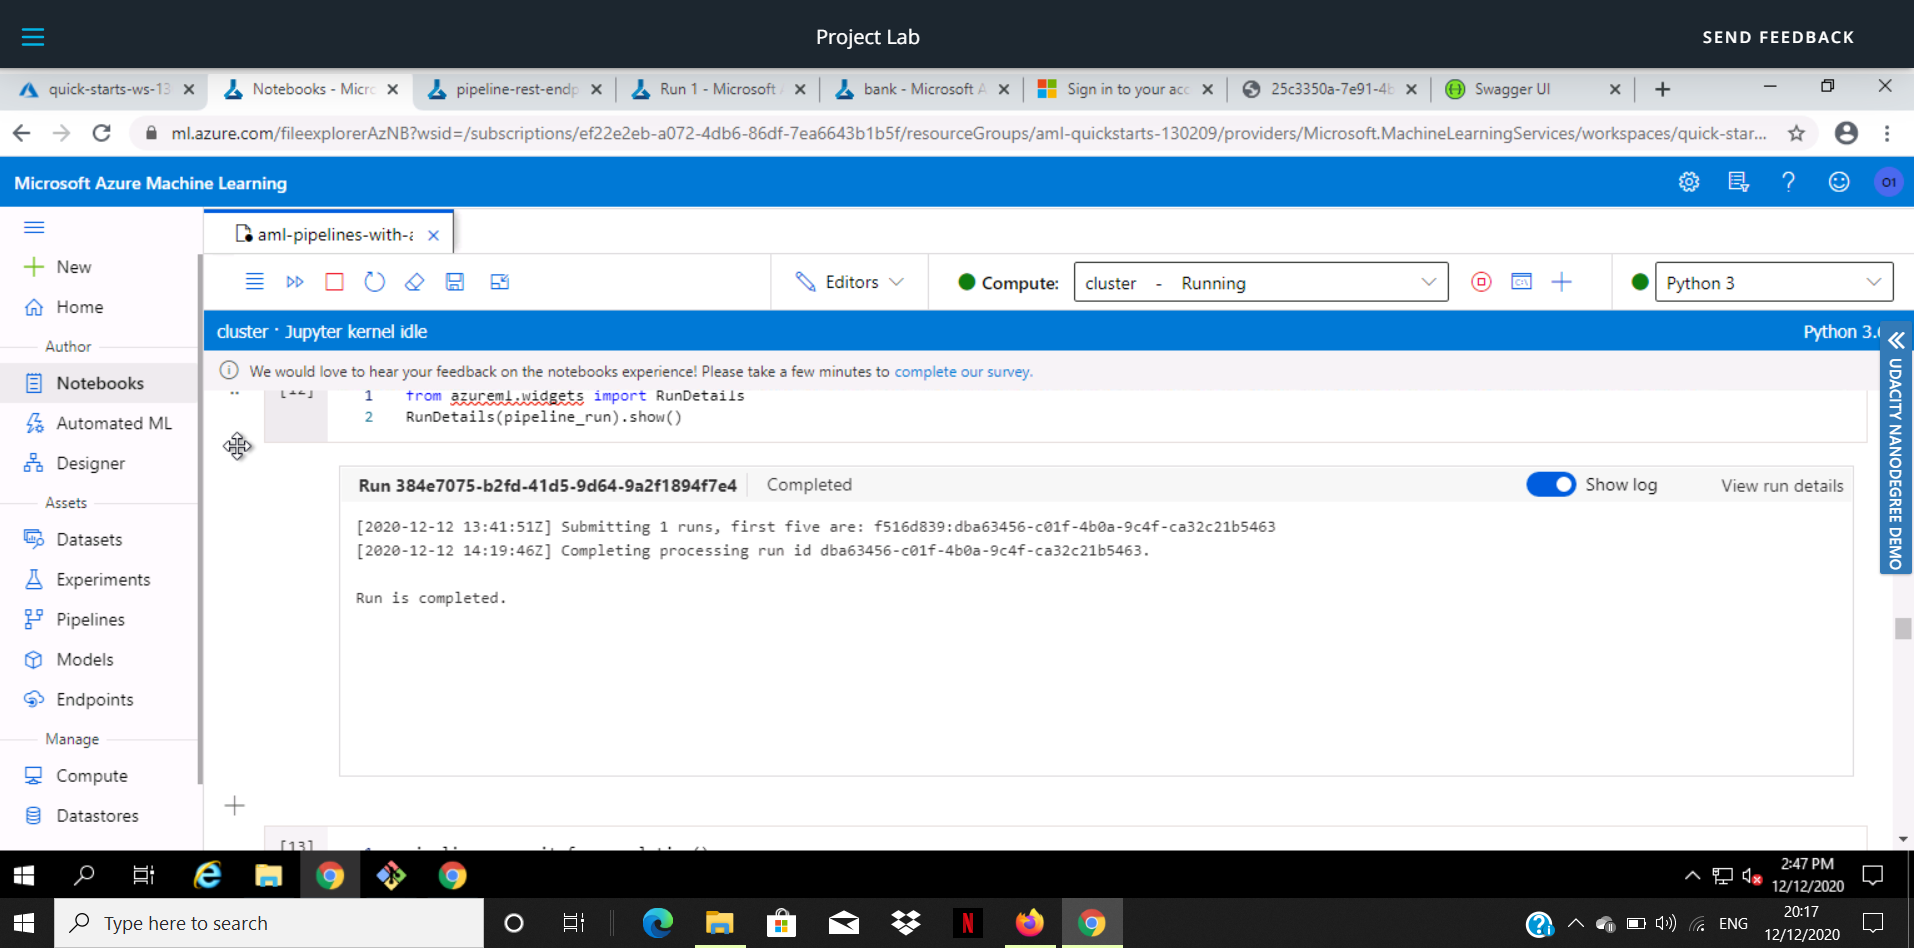 Project Lab
SEND FEEDBACK
quick-starts-ws-13
Notebooks - Micro
pipeline-rest-endp
Run 1 - Microsoft
bank - Microsoft A
Sign in to your acc
25c3350a-7e91-4b
Swagger UI
ml.azure.com/fileexplorerAzNB?wsid=/subscriptions/ef22e2eb-a072-4db6-86df-7ea6643b1b5f/resourceGroups/aml-quickstarts-130209/providers/Microsoft.MachineLearningServices/workspaces/quick-star...
Microsoft Azure Machine Learning
O1
New
Home
Author
Notebooks
Automated ML
Designer
Assets
Datasets
Experiments
Pipelines
Models
Endpoints
Manage
Compute
Datastores
aml-pipelines-with-a
Editors
Compute:
cluster - Running
Python 3
cluster · Jupyter kernel idle
Python 3.
We would love to hear your feedback on the notebooks experience! Please take a few minutes to complete our survey.
[12]
1 from azureml.widgets import RunDetails
2 RunDetails(pipeline_run).show()
Run 384e7075-b2fd-41d5-9d64-9a2f1894f7e4
Completed
Show log
View run details
[2020-12-12 13:41:51Z] Submitting 1 runs, first five are: f516d839:dba63456-c01f-4b0a-9c4f-ca32c21b5463
[2020-12-12 14:19:46Z] Completing processing run id dba63456-c01f-4b0a-9c4f-ca32c21b5463.
Run is completed.
[13]
UDACITY NANODEGREE DEMO
2:47 PM
12/12/2020
Type here to search
ENG
20:17
12/12/2020